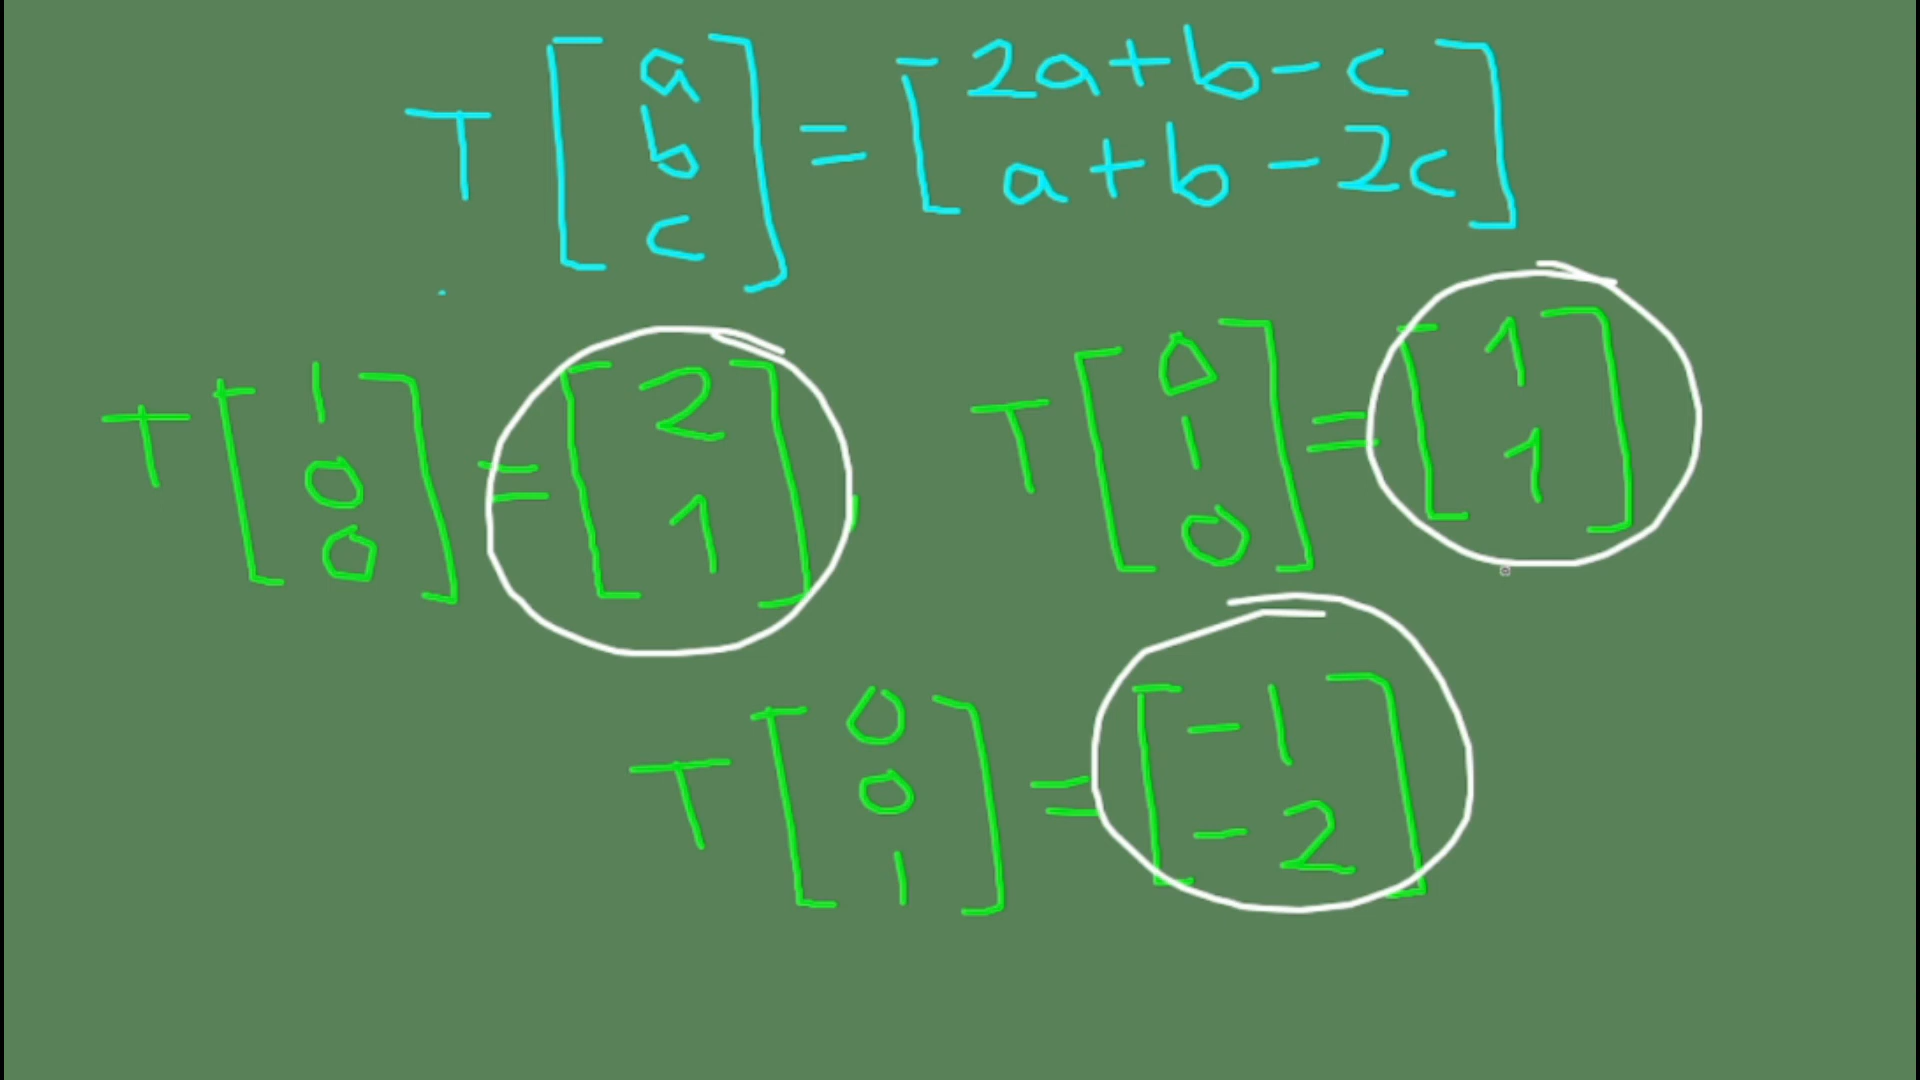 T [a b c] = [2a+b-c a+b-2c]
T [1 0 0] = [2 1]
T [0 1 0] = [1 1]
T [0 0 1] = [-1 -2]